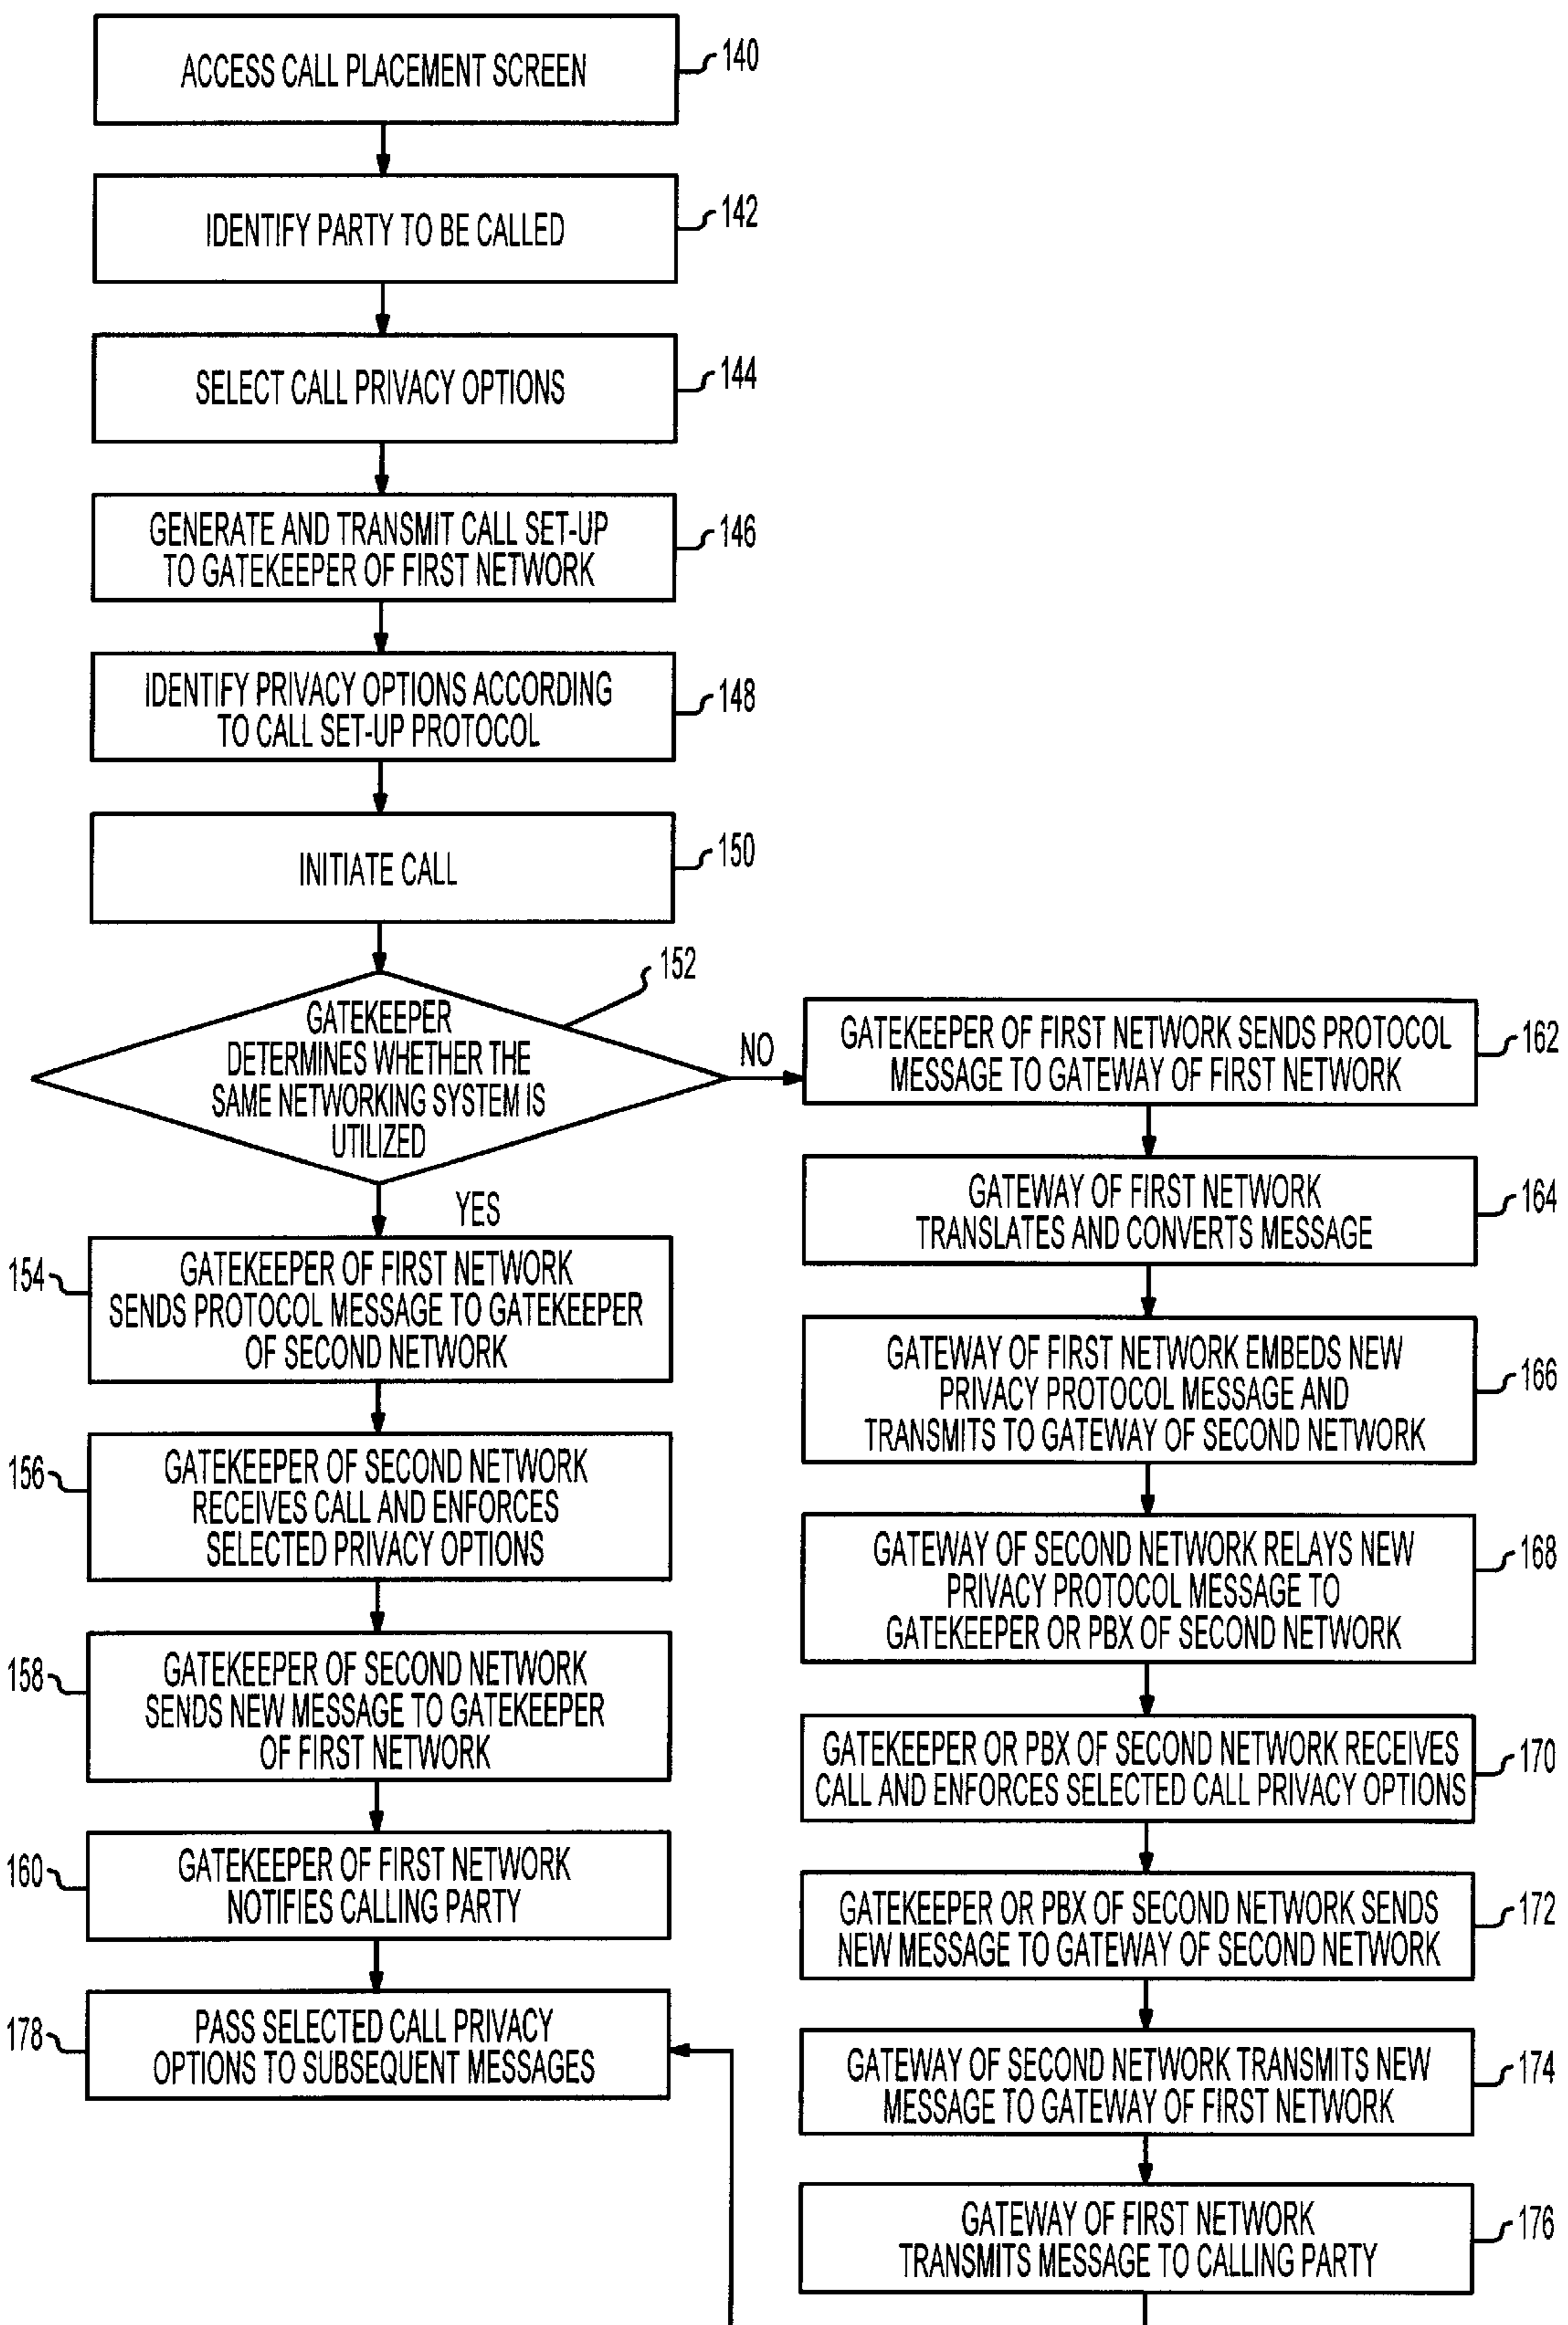 ACCESS CALL PLACEMENT SCREEN
140
IDENTIFY PARTY TO BE CALLED
142
SELECT CALL PRIVACY OPTIONS
144
GENERATE AND TRANSMIT CALL SET-UP
TO GATEKEEPER OF FIRST NETWORK
146
IDENTIFY PRIVACY OPTIONS ACCORDING
TO CALL SET-UP PROTOCOL
148
INITIATE CALL
150
GATEKEEPER
DETERMINES WHETHER THE
SAME NETWORKING SYSTEM IS
UTILIZED
152
YES
154
GATEKEEPER OF FIRST NETWORK
SENDS PROTOCOL MESSAGE TO GATEKEEPER
OF SECOND NETWORK
156
GATEKEEPER OF SECOND NETWORK
RECEIVES CALL AND ENFORCES
SELECTED PRIVACY OPTIONS
158
GATEKEEPER OF SECOND NETWORK
SENDS NEW MESSAGE TO GATEKEEPER
OF FIRST NETWORK
160
GATEKEEPER OF FIRST NETWORK
NOTIFIES CALLING PARTY
178
PASS SELECTED CALL PRIVACY
OPTIONS TO SUBSEQUENT MESSAGES
NO
GATEKEEPER OF FIRST NETWORK SENDS PROTOCOL
MESSAGE TO GATEWAY OF FIRST NETWORK
162
GATEWAY OF FIRST NETWORK
TRANSLATES AND CONVERTS MESSAGE
164
GATEWAY OF FIRST NETWORK EMBEDS NEW
PRIVACY PROTOCOL MESSAGE AND
TRANSMITS TO GATEWAY OF SECOND NETWORK
166
GATEWAY OF SECOND NETWORK RELAYS NEW
PRIVACY PROTOCOL MESSAGE TO
GATEKEEPER OR PBX OF SECOND NETWORK
168
GATEKEEPER OR PBX OF SECOND NETWORK RECEIVES
CALL AND ENFORCES SELECTED CALL PRIVACY OPTIONS
170
GATEKEEPER OR PBX OF SECOND NETWORK SENDS
NEW MESSAGE TO GATEWAY OF SECOND NETWORK
172
GATEWAY OF SECOND NETWORK TRANSMITS NEW
MESSAGE TO GATEWAY OF FIRST NETWORK
174
GATEWAY OF FIRST NETWORK
TRANSMITS MESSAGE TO CALLING PARTY
176